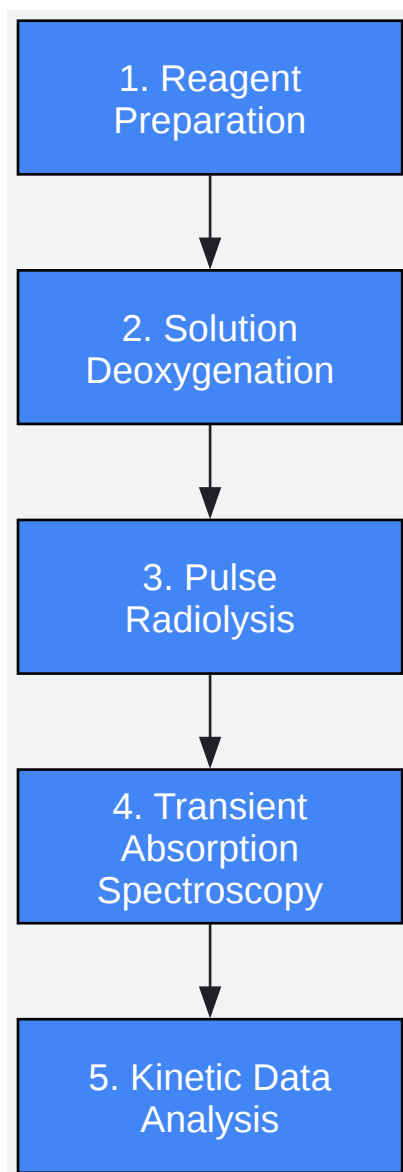 1. Reagent
Preparation
2. Solution
Deoxygenation
3. Pulse
Radiolysis
4. Transient
Absorption
Spectroscopy
5. Kinetic Data
Analysis